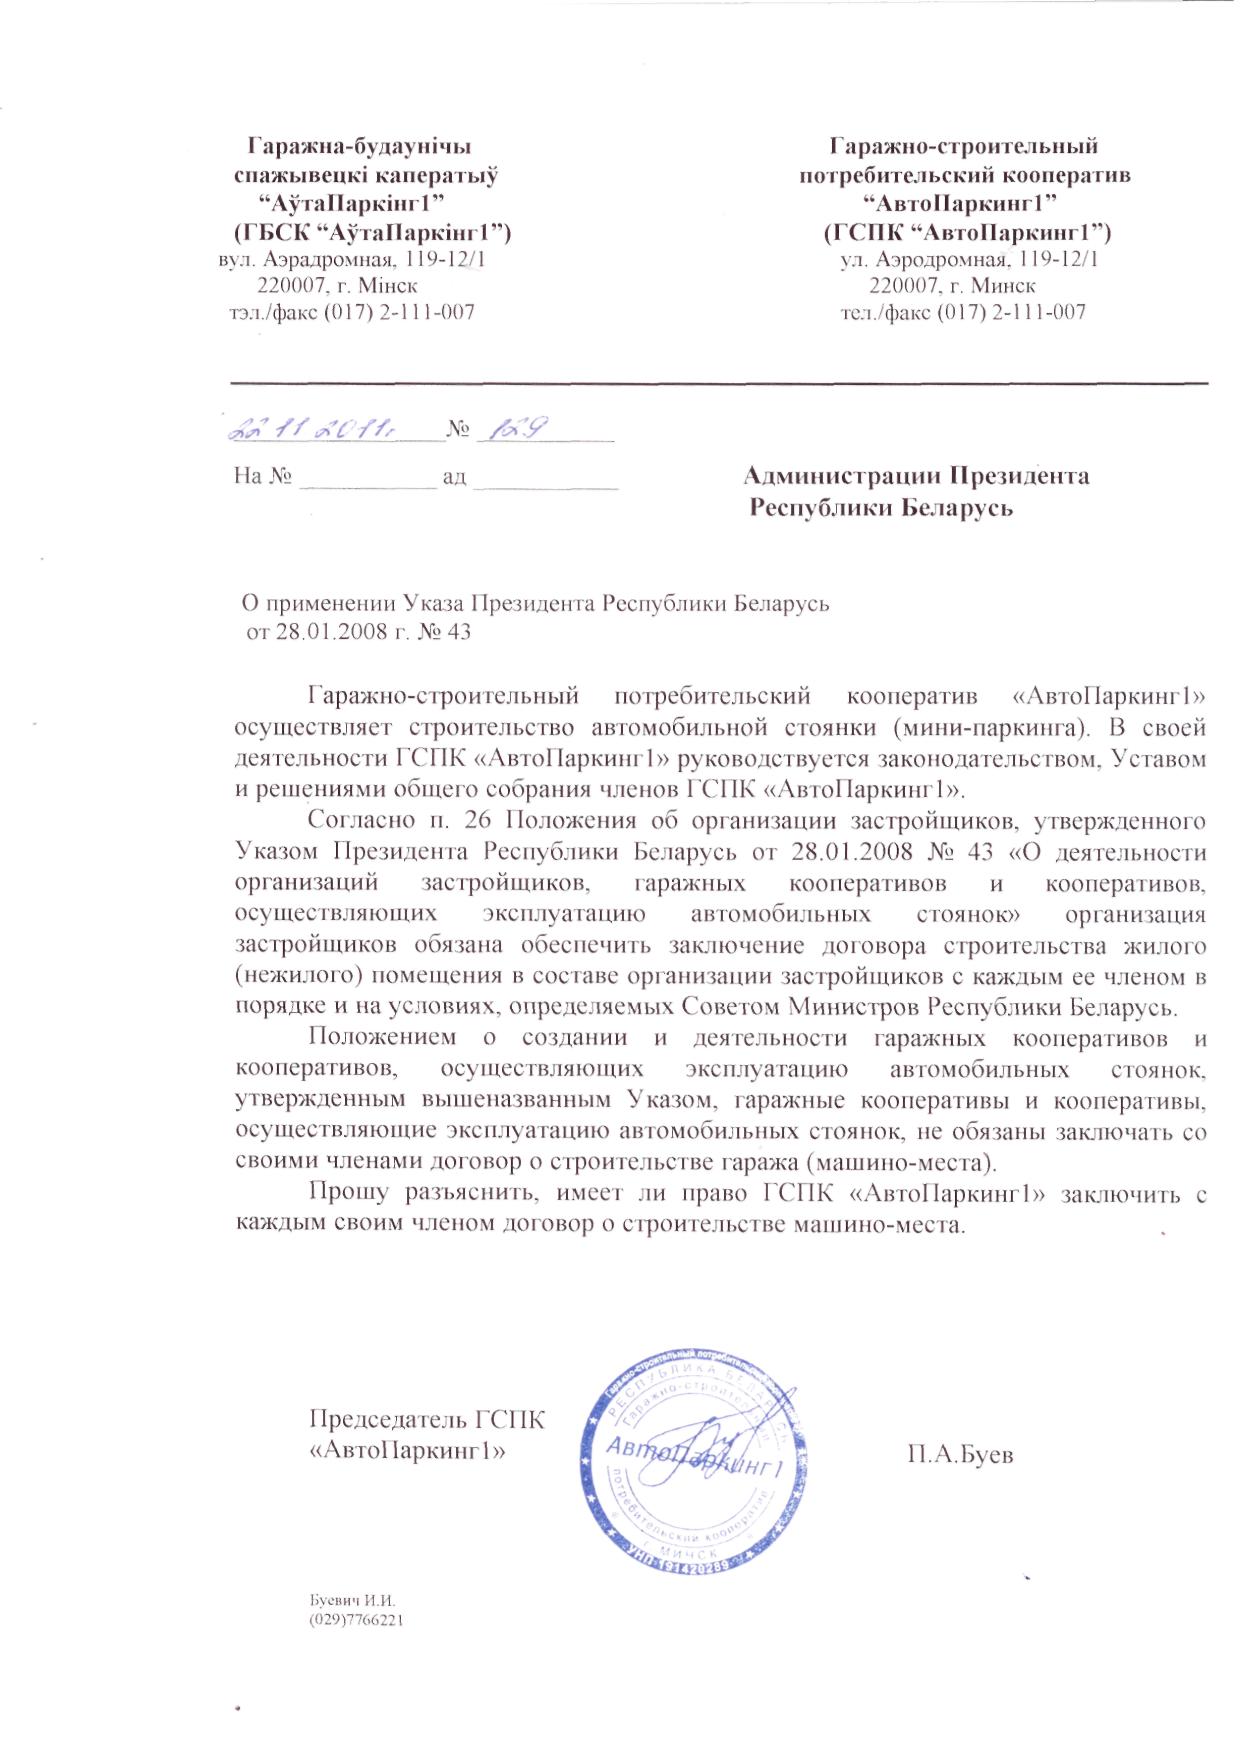 Гаражна-будаўнічы
спажывецкі каператыў
“АўтаПаркінг1”
(ГБСК “АўтаПаркінг1”)
вул. Аэрадромная, 119-12/1
220007, г. Мінск
тэл./факс (017) 2-111-007
Гаражно-строительный
потребительский кооператив
“АвтоПаркинг1”
(ГСПК “АвтоПаркинг1”)
ул. Аэродромная, 119-12/1
220007, г. Минск
тел./факс (017) 2-111-007
22 11 2011г № 129
На № ____________ ад ____________
Администрации Президента
Республики Беларусь
О применении Указа Президента Республики Беларусь
от 28.01.2008 г. № 43
Гаражно-строительный потребительский кооператив «АвтоПаркинг1»
осуществляет строительство автомобильной стоянки (мини-паркинга). В своей
деятельности ГСПК «АвтоПаркинг1» руководствуется законодательством, Уставом
и решениями общего собрания членов ГСПК «АвтоПаркинг1».
Согласно п. 26 Положения об организации застройщиков, утвержденного
Указом Президента Республики Беларусь от 28.01.2008 № 43 «О деятельности
организаций застройщиков, гаражных кооперативов и кооперативов,
осуществляющих эксплуатацию автомобильных стоянок» организация
застройщиков обязана обеспечить заключение договора строительства жилого
(нежилого) помещения в составе организации застройщиков с каждым ее членом в
порядке и на условиях, определяемых Советом Министров Республики Беларусь.
Положением о создании и деятельности гаражных кооперативов и
кооперативов, осуществляющих эксплуатацию автомобильных стоянок,
утвержденным вышеназванным Указом, гаражные кооперативы и кооперативы,
осуществляющие эксплуатацию автомобильных стоянок, не обязаны заключать со
своими членами договор о строительстве гаража (машино-места).
Прошу разъяснить, имеет ли право ГСПК «АвтоПаркинг1» заключить с
каждым своим членом договор о строительстве машино-места.
Председатель ГСПК
«АвтоПаркинг1»
П.А.Буев
Гаражно-строительный потребительский
РЕСПУБЛИКА БЕЛАРУСЬ
Гаражно-строительный
АвтоПаркинг1
потребительский кооператив
г. МИНСК
УНП 191420289
Буевич И.И.
(029)7766221